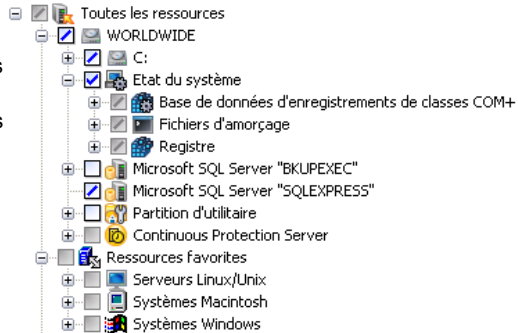 Toutes les ressources
WORLDWIDE
C:
Etat du système
Base de données d'enregistrements de classes COM+
Fichiers d'amorçage
Registre
Microsoft SQL Server "BKUPEXEC"
Microsoft SQL Server "SQLEXPRESS"
Partition d'utilitaire
Continuous Protection Server
Ressources favorites
Serveurs Linux/Unix
Systèmes Macintosh
Systèmes Windows